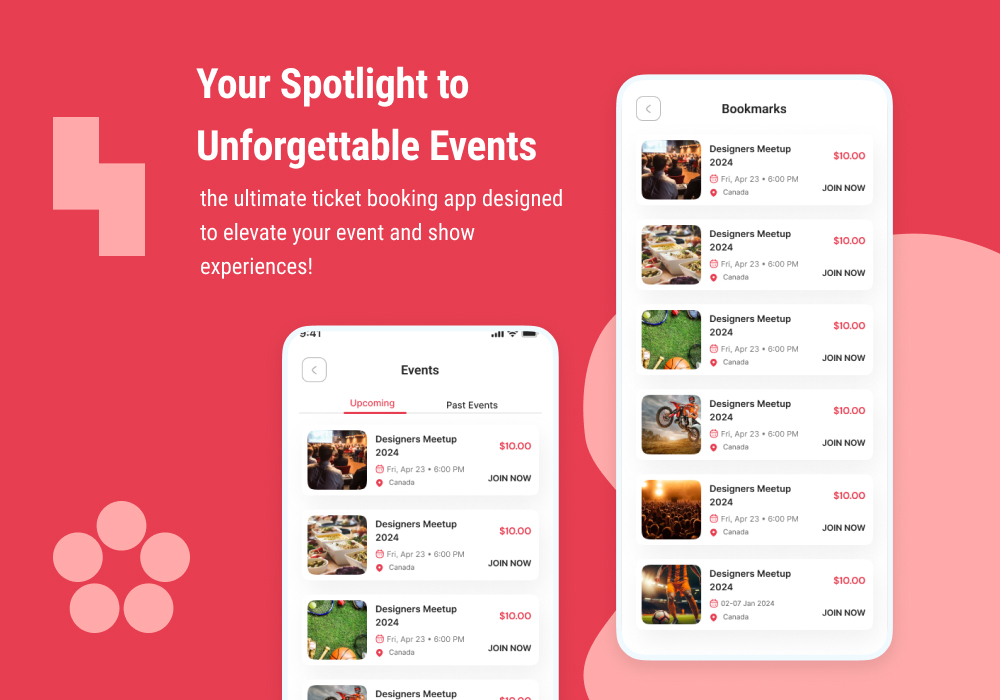 Your Spotlight to
Unforgettable Events
the ultimate ticket booking app designed
to elevate your event and show
experiences!
9:41
Events
Upcoming
Past Events
Designers Meetup
2024
$10.00
Fri, Apr 23 • 6:00 PM
Canada
JOIN NOW
Designers Meetup
2024
$10.00
Fri, Apr 23 • 6:00 PM
Canada
JOIN NOW
Designers Meetup
2024
$10.00
Fri, Apr 23 • 6:00 PM
Canada
JOIN NOW
Designers Meetup
$10.00
Bookmarks
Designers Meetup
2024
$10.00
Fri, Apr 23 • 6:00 PM
Canada
JOIN NOW
Designers Meetup
2024
$10.00
Fri, Apr 23 • 6:00 PM
Canada
JOIN NOW
Designers Meetup
2024
$10.00
Fri, Apr 23 • 6:00 PM
Canada
JOIN NOW
Designers Meetup
2024
$10.00
Fri, Apr 23 • 6:00 PM
Canada
JOIN NOW
Designers Meetup
2024
$10.00
Fri, Apr 23 • 6:00 PM
Canada
JOIN NOW
Designers Meetup
2024
$10.00
02-07 Jan 2024
Canada
JOIN NOW